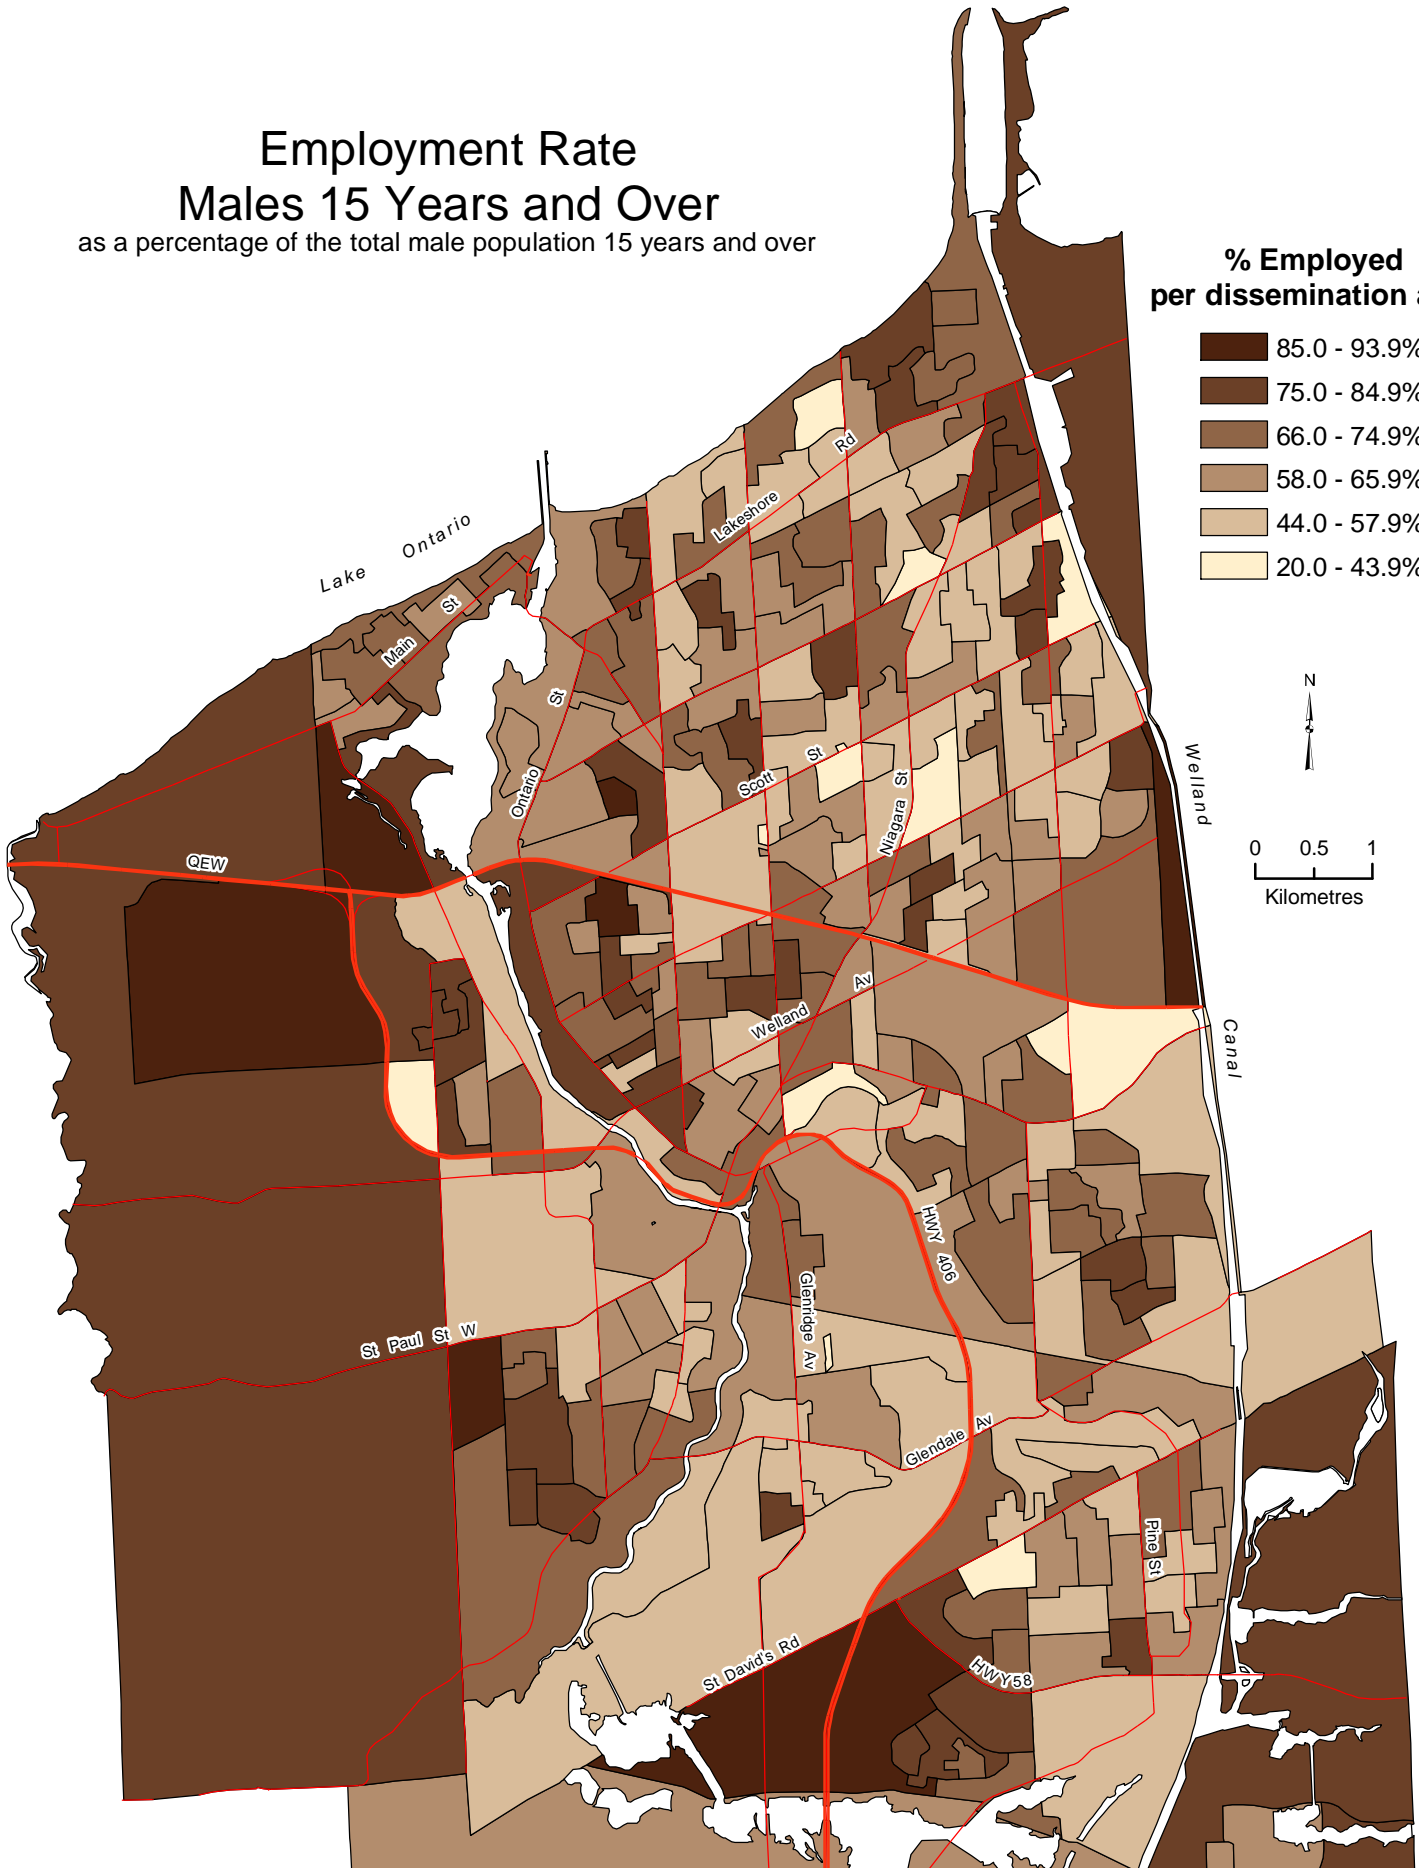 Employment Rate
Males 15 Years and Over
as a percentage of the total male population 15 years and over
% Employed
per dissemination
85.0 - 93.9%
75.0 - 84.9%
66.0 - 74.9%
58.0 - 65.9%
44.0 - 57.9%
20.0 - 43.9%
Rd
Lakeshore
Lake Ontario
St
Main
St
Ontario
N
Welland
0 0.5 1
Kilometres
St
Scott
St
Niagara
QEW
Av
Welland
Canal
HWY 406
Glenridge Av
St Paul St W
Av
Glendale
Pine St
St David's Rd
HWY58